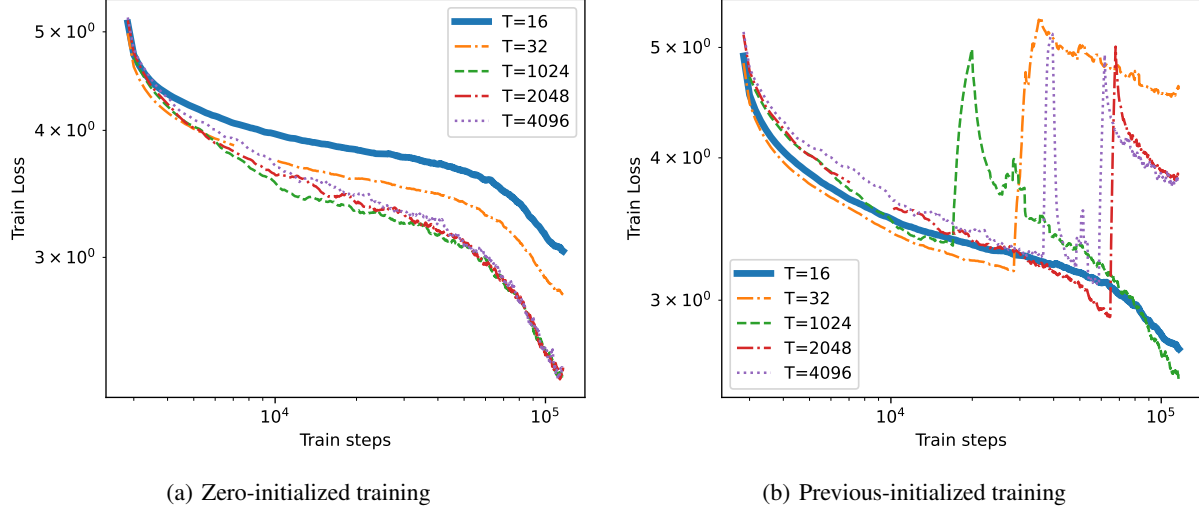 5 × 10⁰
4 × 10⁰
3 × 10⁰
Train Loss
10⁴
10⁵
Train steps
T=16
T=32
T=1024
T=2048
T=4096
(a) Zero-initialized training
5 × 10⁰
4 × 10⁰
3 × 10⁰
Train Loss
10⁴
10⁵
Train steps
T=16
T=32
T=1024
T=2048
T=4096
(b) Previous-initialized training